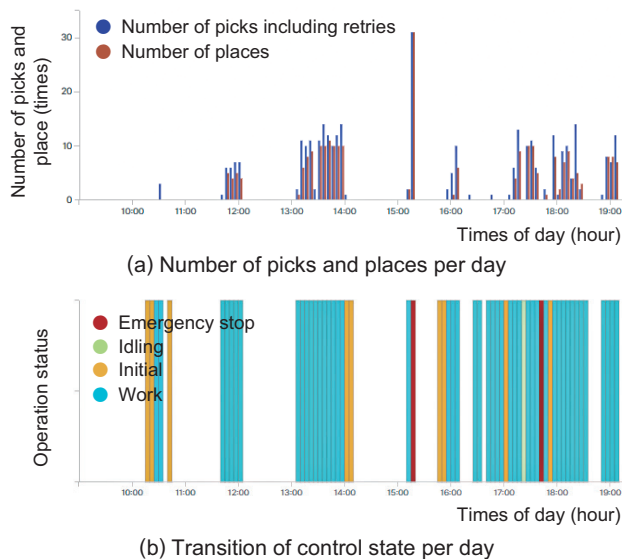 Number of picks and
place (times)
30
20
10
0
Number of picks including retries
Number of places
10:00 11:00 12:00 13:00 14:00 15:00 16:00 17:00 18:00 19:00
Times of day (hour)
(a) Number of picks and places per day
Operation status
Emergency stop
Idling
Initial
Work
10:00 11:00 12:00 13:00 14:00 15:00 16:00 17:00 18:00 19:00
Times of day (hour)
(b) Transition of control state per day